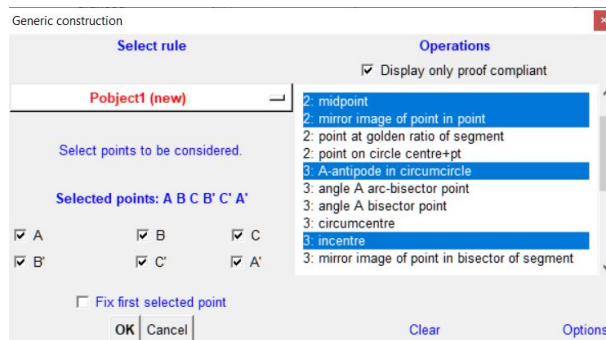 Generic construction
Select rule
Pobject1 (new)
Select points to be considered.
Selected points: A B C B' C' A'
A B C
B' C' A'
Fix first selected point
OK Cancel
Operations
Display only proof compliant
2: midpoint
2: mirror image of point in point
2: point at golden ratio of segment
2: point on circle centre+pt
3: A-antipode in circumcircle
3: angle A arc-bisector point
3: angle A bisector point
3: circumcentre
3: incentre
3: mirror image of point in bisector of segment
Clear Options